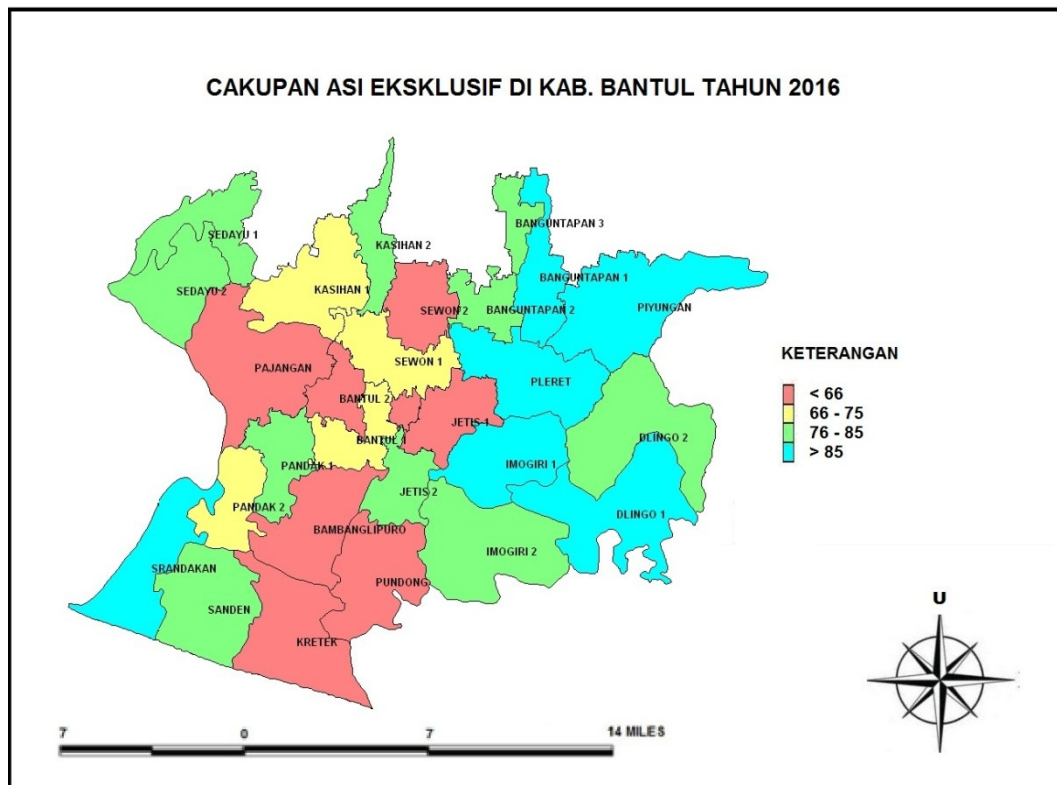 CAKUPAN ASI EKSKLUSIF DI KAB. BANTUL TAHUN 2016
BANGUNTAPAN 3
SEDAYU 1
KASIHAN 2
BANGUNTAPAN 1
SEDAYU 2
KASIHAN 1
SEWON 2
BANGUNTAPAN 2
PIYUNGAN
PAJANGAN
SEWON 1
PLERET
BANTUL 2
JETIS 1
BANTUL 1
DLINGO 2
PANDAK 1
IMOGIRI 1
JETIS 2
PANDAK 2
DLINGO 1
BAMBANGLIPURO
IMOGIRI 2
SRANDAKAN
PUNDONG
SANDEN
KRETEK
KETERANGAN
< 66
66 - 75
76 - 85
> 85
U
7 0 7 14 MILES